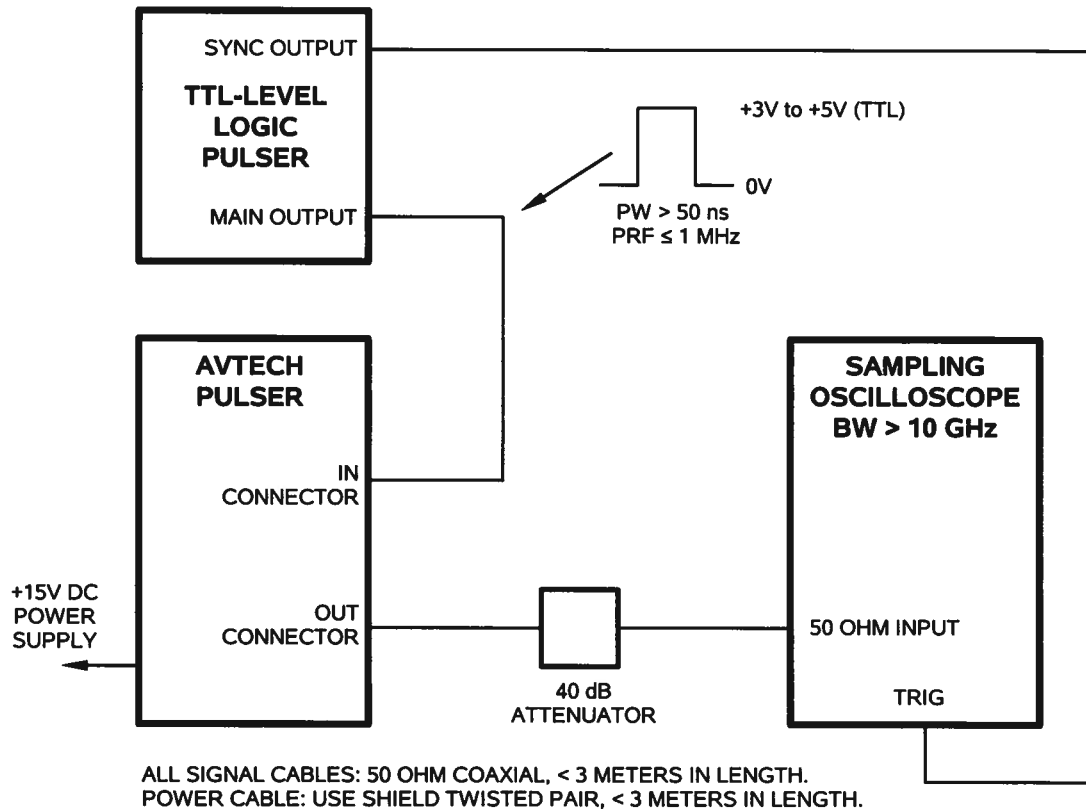 SYNC OUTPUT
TTL-LEVEL
LOGIC
PULSER
MAIN OUTPUT
+3V to +5V (TTL)
0V
PW > 50 ns
PRF ≤ 1 MHz
AVTECH
PULSER
IN
CONNECTOR
OUT
CONNECTOR
+15V DC
POWER
SUPPLY
40 dB
ATTENUATOR
SAMPLING
OSCILLOSCOPE
BW > 10 GHz
50 OHM INPUT
TRIG
ALL SIGNAL CABLES: 50 OHM COAXIAL, < 3 METERS IN LENGTH.
POWER CABLE: USE SHIELD TWISTED PAIR, < 3 METERS IN LENGTH.